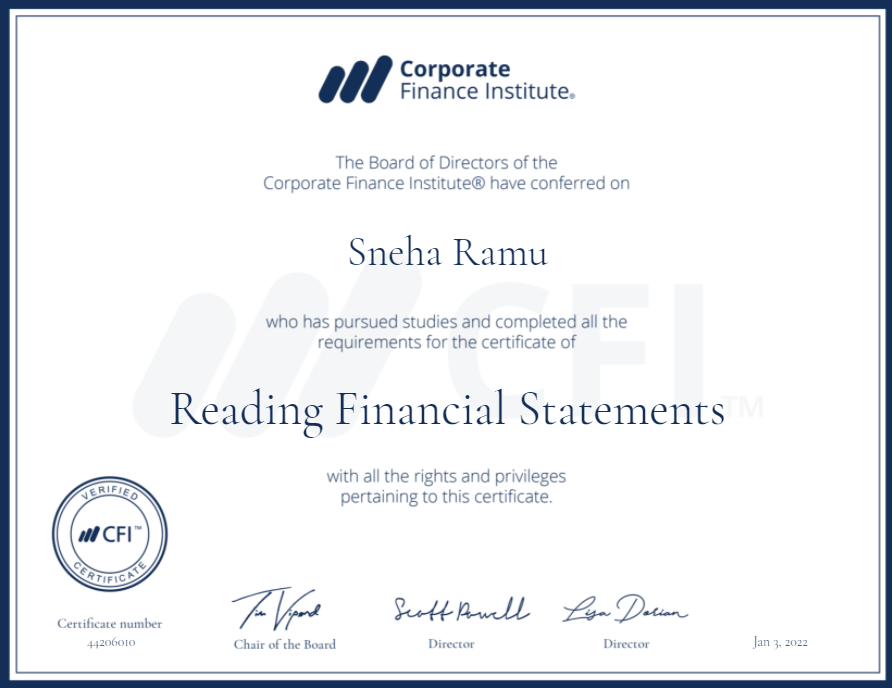 Corporate
Finance Institute®
The Board of Directors of the
Corporate Finance Institute® have conferred on
Sneha Ramu
CFI™
who has pursued studies and completed all the
requirements for the certificate of
Reading Financial Statements
with all the rights and privileges
pertaining to this certificate.
VERIFIED
CFI™
CERTIFICATE
Tim Vipond
Scott Powell
Lisa Dorian
Certificate number
44206010
Chair of the Board
Director
Director
Jan 3, 2022